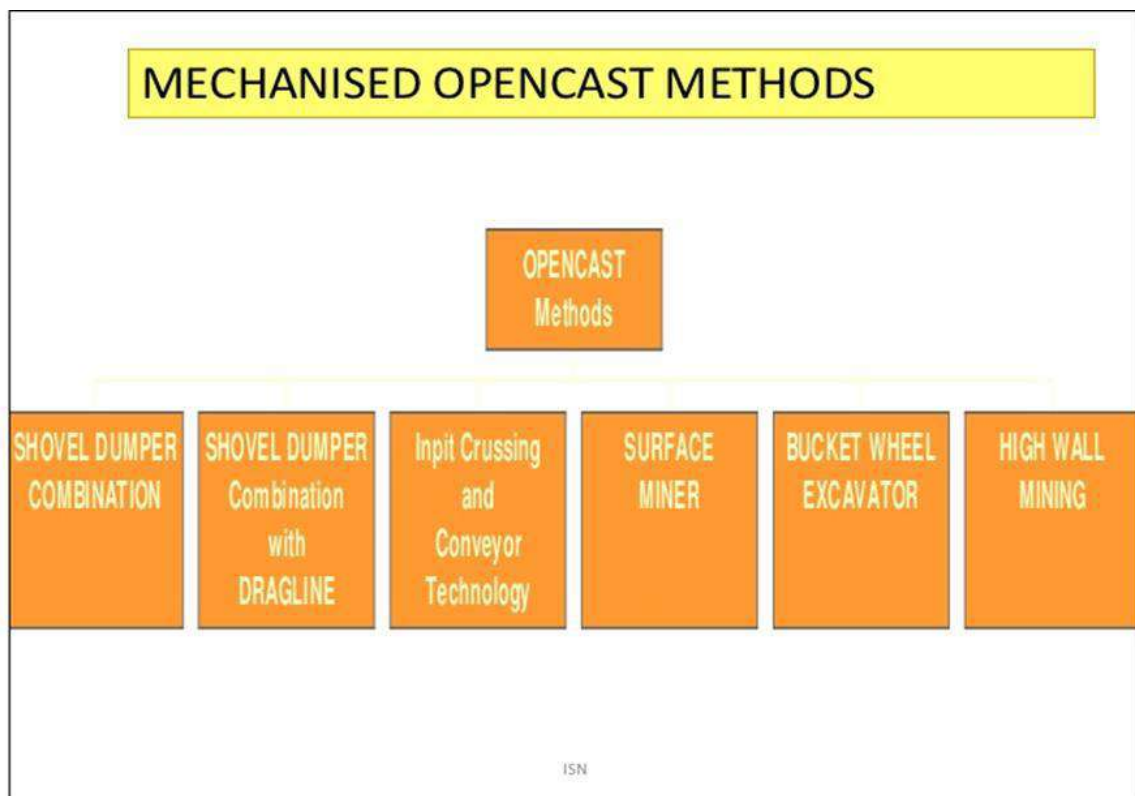 MECHANISED OPENCAST METHODS
OPENCAST
Methods
SHOVEL DUMPER
COMBINATION
SHOVEL DUMPER
Combination
with
DRAGLINE
Inpit Crussing
and
Conveyor
Technology
SURFACE
MINER
BUCKET WHEEL
EXCAVATOR
HIGH WALL
MINING
ISN